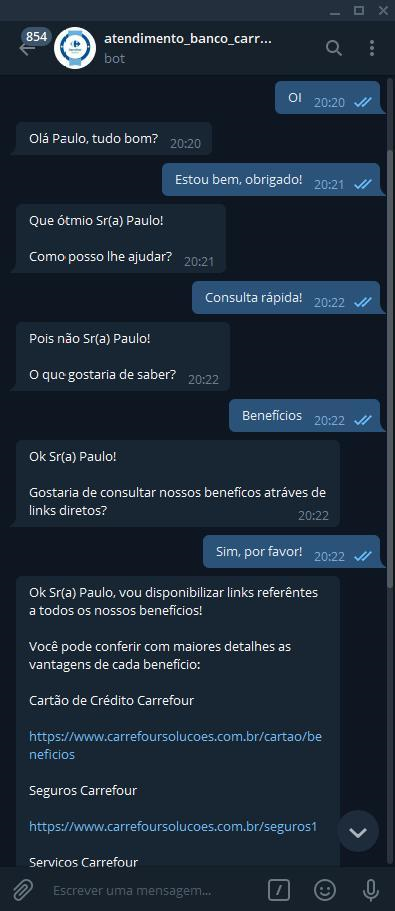 854
atendimento_banco_carr...
bot
OI 20:20
Olá Paulo, tudo bom? 20:20
Estou bem, obrigado! 20:21
Que ótmio Sr(a) Paulo!
Como posso lhe ajudar? 20:21
Consulta rápida! 20:22
Pois não Sr(a) Paulo!
O que gostaria de saber? 20:22
Benefícios 20:22
Ok Sr(a) Paulo!
Gostaria de consultar nossos benefícos atráves de
links diretos? 20:22
Sim, por favor! 20:22
Ok Sr(a) Paulo, vou disponibilizar links referêntes
a todos os nossos benefícios!
Você pode conferir com maiores detalhes as
vantagens de cada benefício:
Cartão de Crédito Carrefour
https://www.carrefoursolucoes.com.br/cartao/be
neficios
Seguros Carrefour
https://www.carrefoursolucoes.com.br/seguros1
Serviços Carrefour
Escrever uma mensagem...